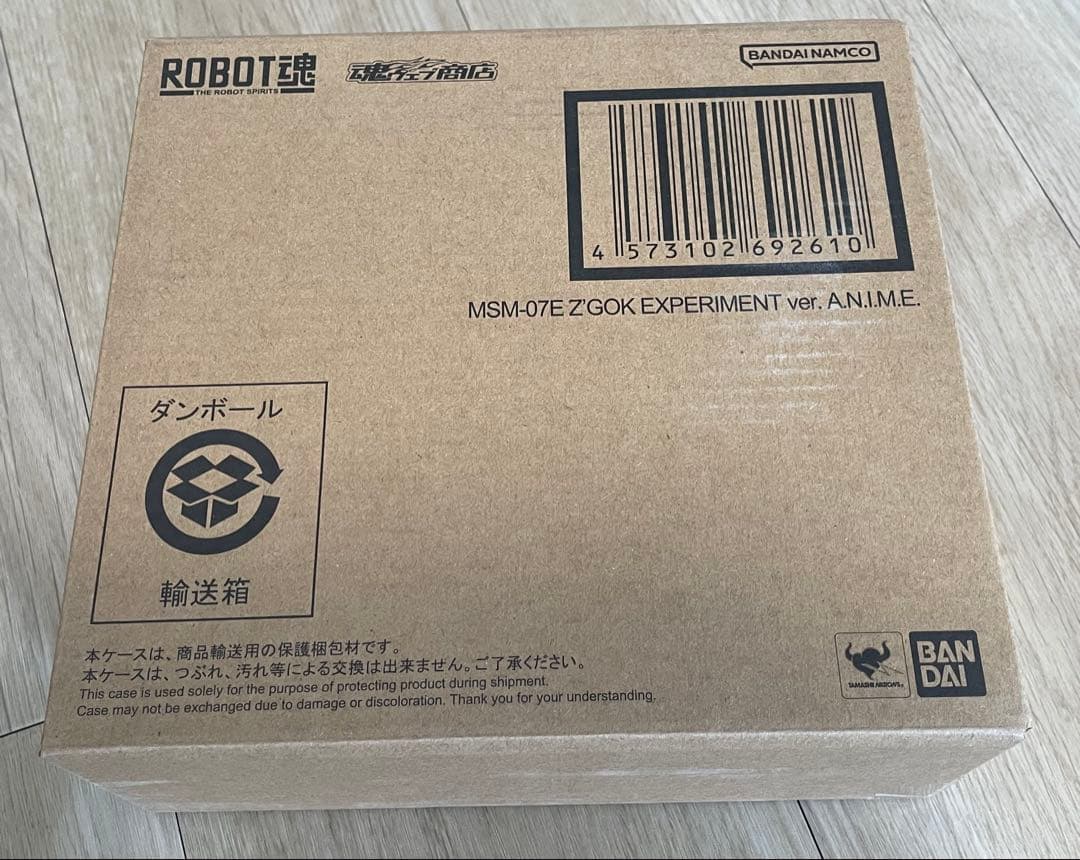 ROBOT魂
THE ROBOT SPIRITS
魂ウェブ商店
BANDAI NAMCO
4 573102 692610
MSM-07E Z'GOK EXPERIMENT ver. A.N.I.M.E.
ダンボール
輸送箱
本ケースは、商品輸送用の保護梱包材です。
本ケースは、つぶれ、汚れ等による交換は出来ません。ご了承ください。
This case is used solely for the purpose of protecting product during shipment.
Case may not be exchanged due to damage or discoloration. Thank you for your understanding.
TAMASHII NATIONS
BAN
DAI